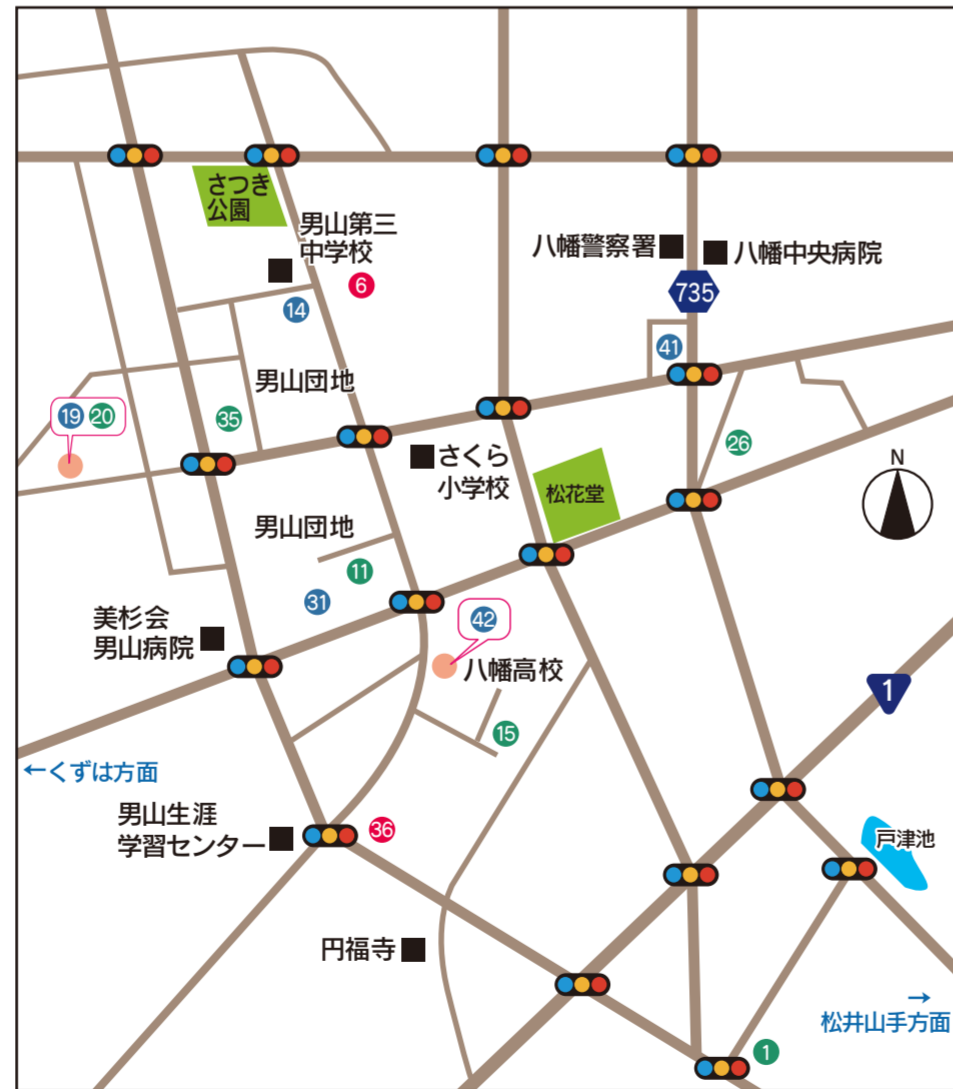 さつき
公園
男山第三
中学校
6
14
八幡警察署
八幡中央病院
735
41
男山団地
19 20
35
さくら
小学校
松花堂
26
N
男山団地
11
31
美杉会
男山病院
42
八幡高校
15
1
←くずは方面
男山生涯
学習センター
36
戸津池
円福寺
→
松井山手方面
1